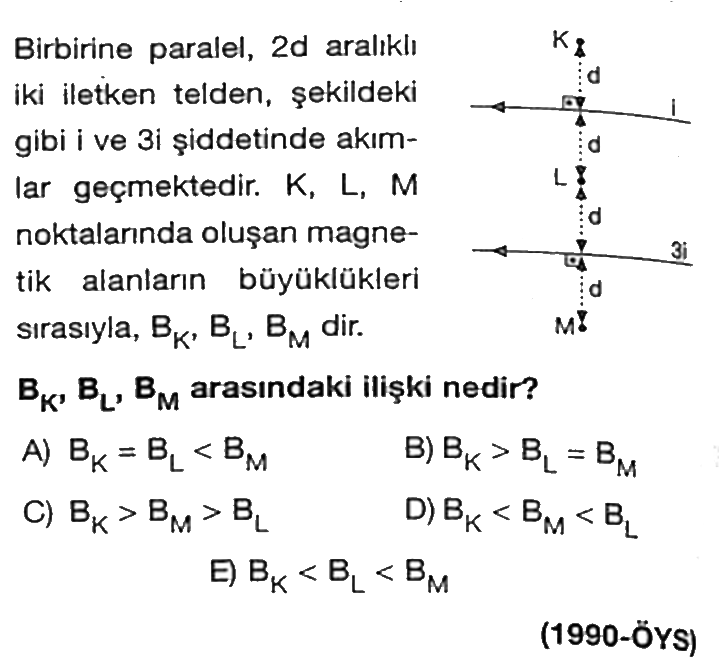 Birbirine paralel, 2d aralıklı
iki iletken telden, şekildeki
gibi i ve 3i şiddetinde akım-
lar geçmektedir. K, L, M
noktalarında oluşan magne-
tik alanların büyüklükleri
sırasıyla, B_K, B_L, B_M dir.
K
d
i
d
L
d
3i
d
M
B_K, B_L, B_M arasındaki ilişki nedir?
A) B_K = B_L < B_M
B) B_K > B_L = B_M
C) B_K > B_M > B_L
D) B_K < B_M < B_L
E) B_K < B_L < B_M
(1990-ÖYS)